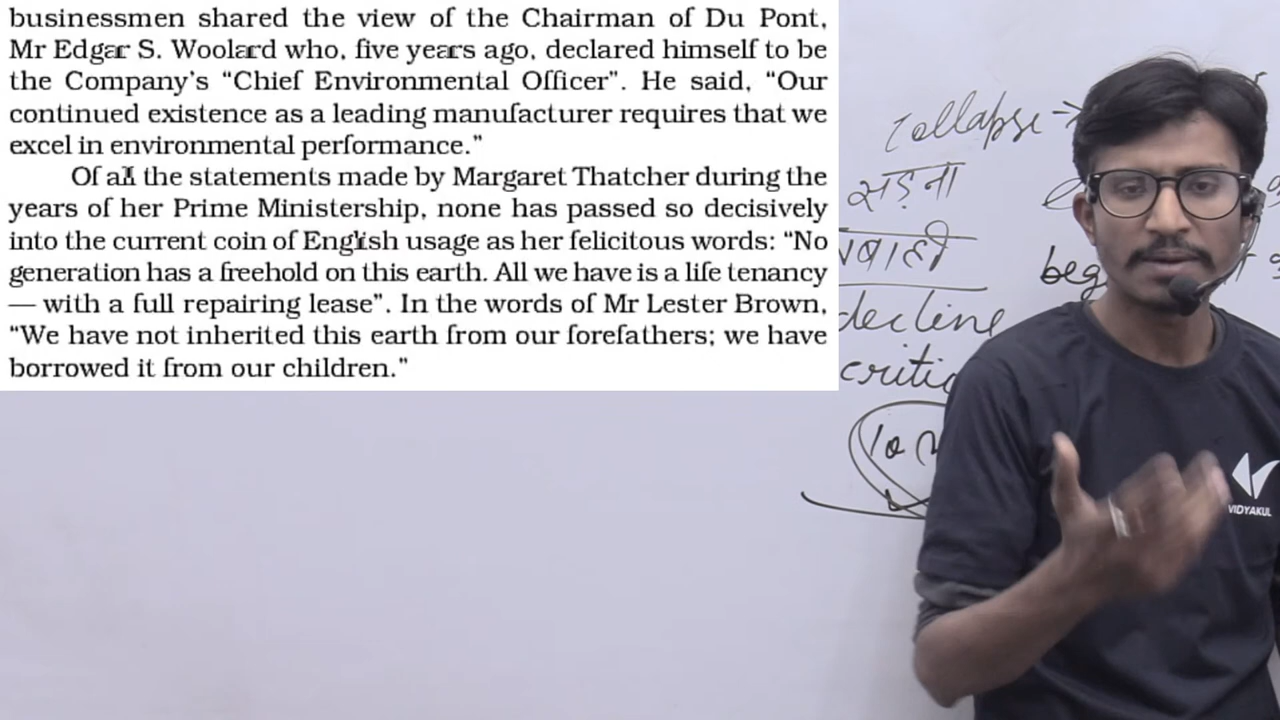 businessmen shared the view of the Chairman of Du Pont,
Mr Edgar S. Woolard who, five years ago, declared himself to be
the Company's “Chief Environmental Officer”. He said, “Our
continued existence as a leading manufacturer requires that we
excel in environmental performance.”
Of all the statements made by Margaret Thatcher during the
years of her Prime Ministership, none has passed so decisively
into the current coin of English usage as her felicitous words: “No
generation has a freehold on this earth. All we have is a life tenancy
— with a full repairing lease”. In the words of Mr Lester Brown,
“We have not inherited this earth from our forefathers; we have
borrowed it from our children.”
collapse →
सड़ना
decline
VIDYAKUL